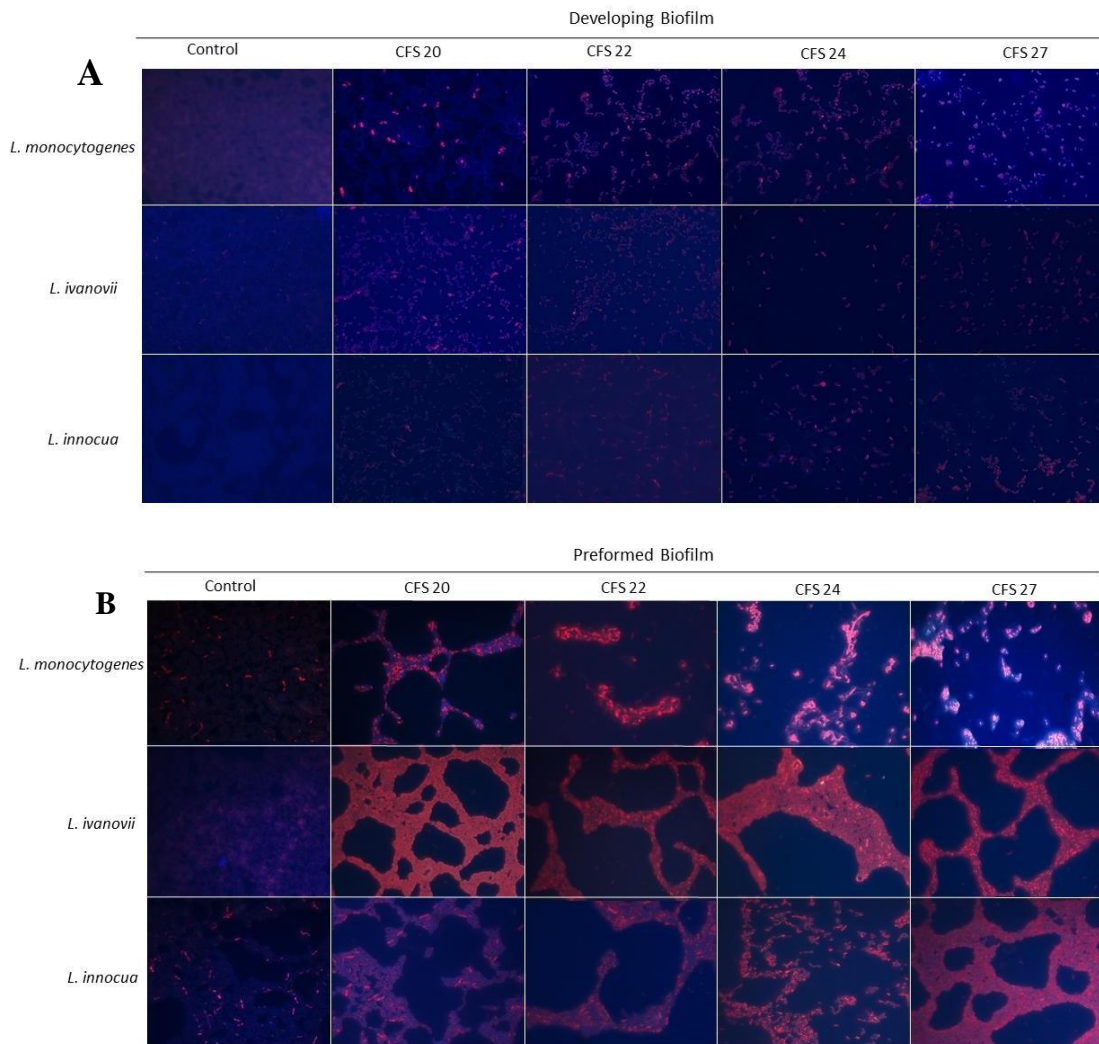 Developing Biofilm
Control CFS 20 CFS 22 CFS 24 CFS 27
A
L. monocytogenes
L. ivanovii
L. innocua
Preformed Biofilm
Control CFS 20 CFS 22 CFS 24 CFS 27
B
L. monocytogenes
L. ivanovii
L. innocua